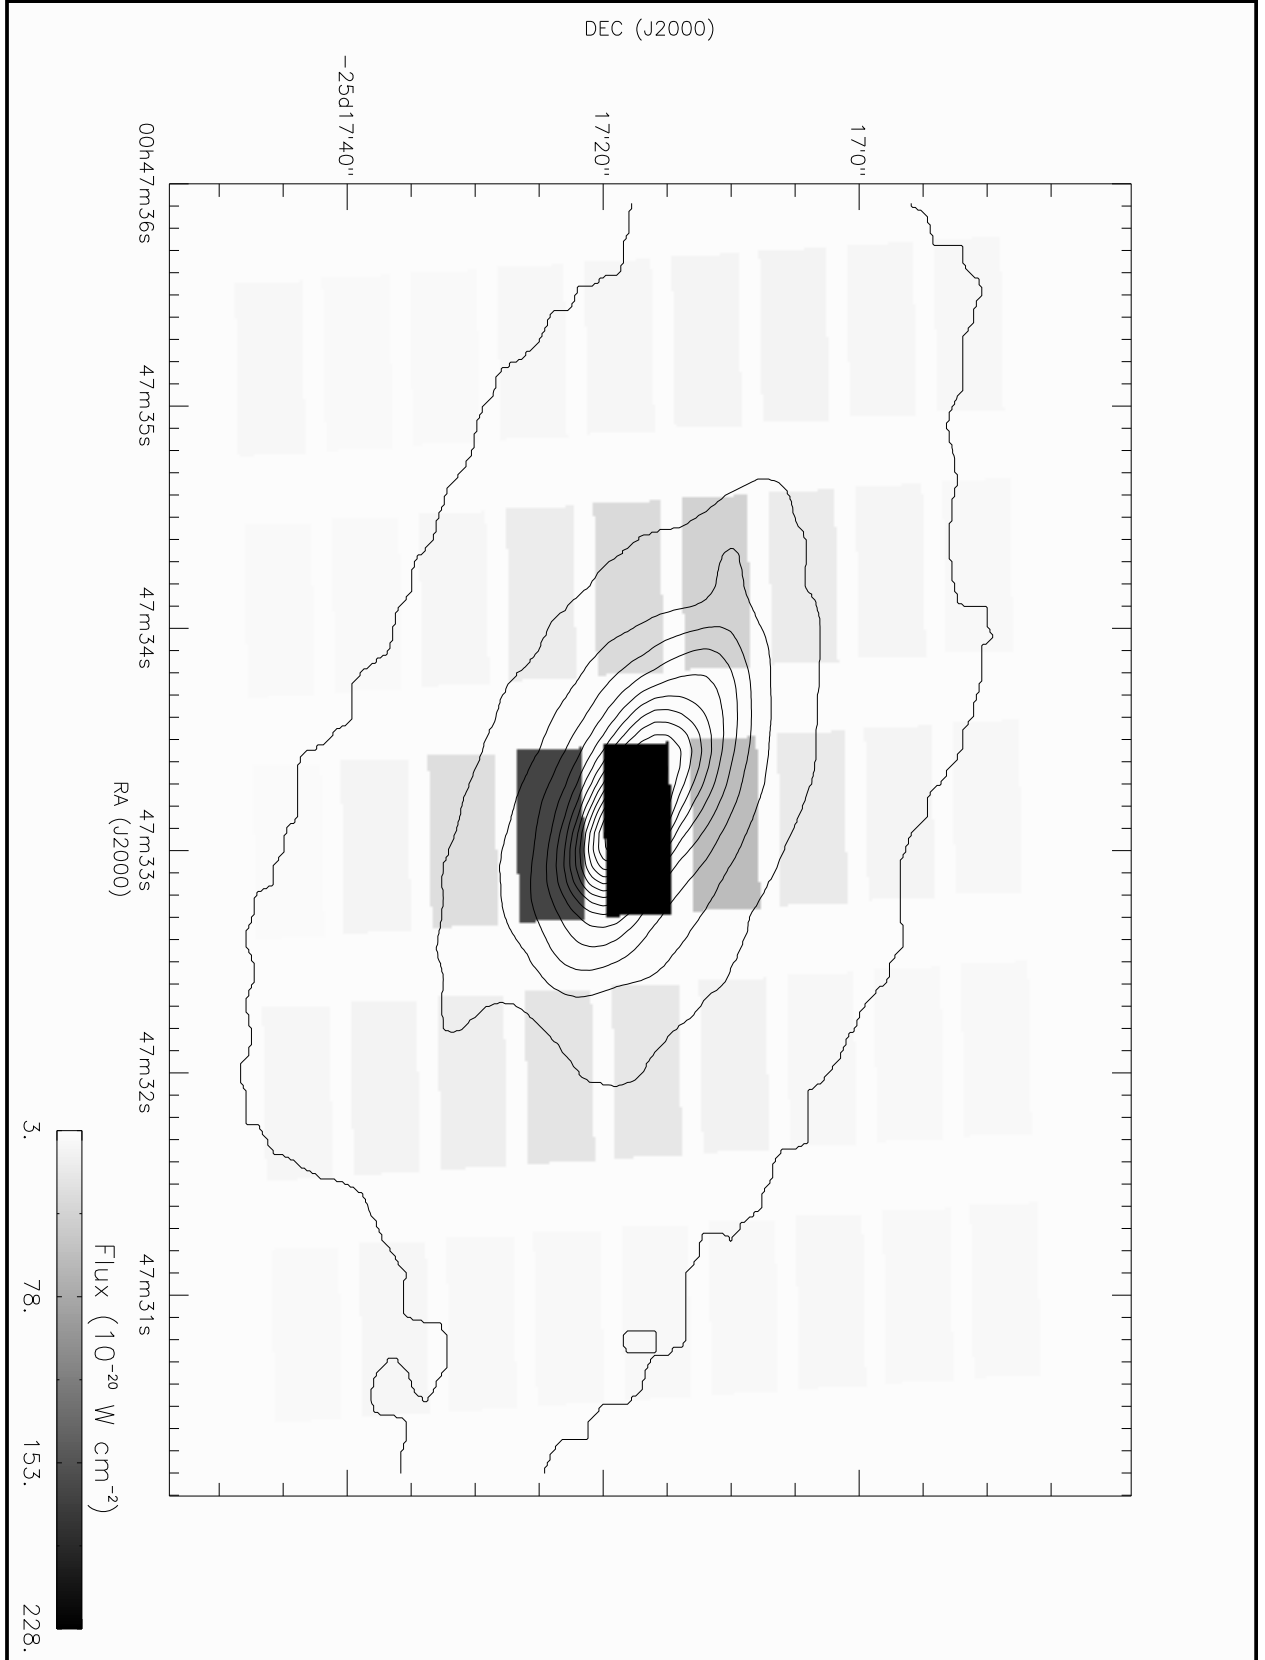 DEC (J2000)
-25d17'40"
17'20"
17'0"
00h47m36s
47m35s
47m34s
47m33s
47m32s
47m31s
RA (J2000)
3.
78.
153.
228.
Flux (10⁻²⁰ W cm⁻²)